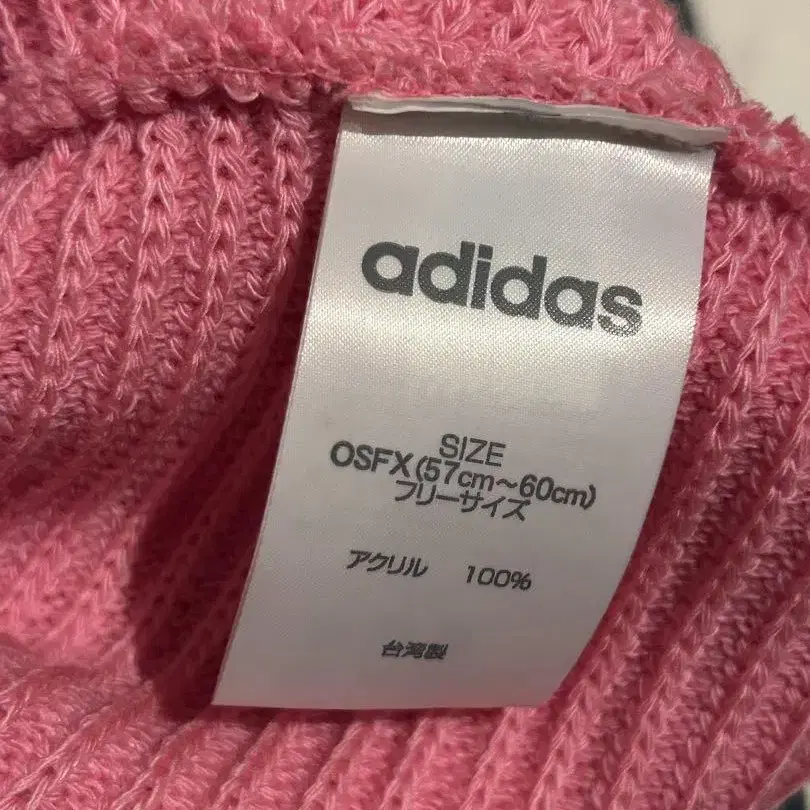 adidas
SIZE
OSFX(57cm～60cm)
フリーサイズ
アクリル 100%
台湾製